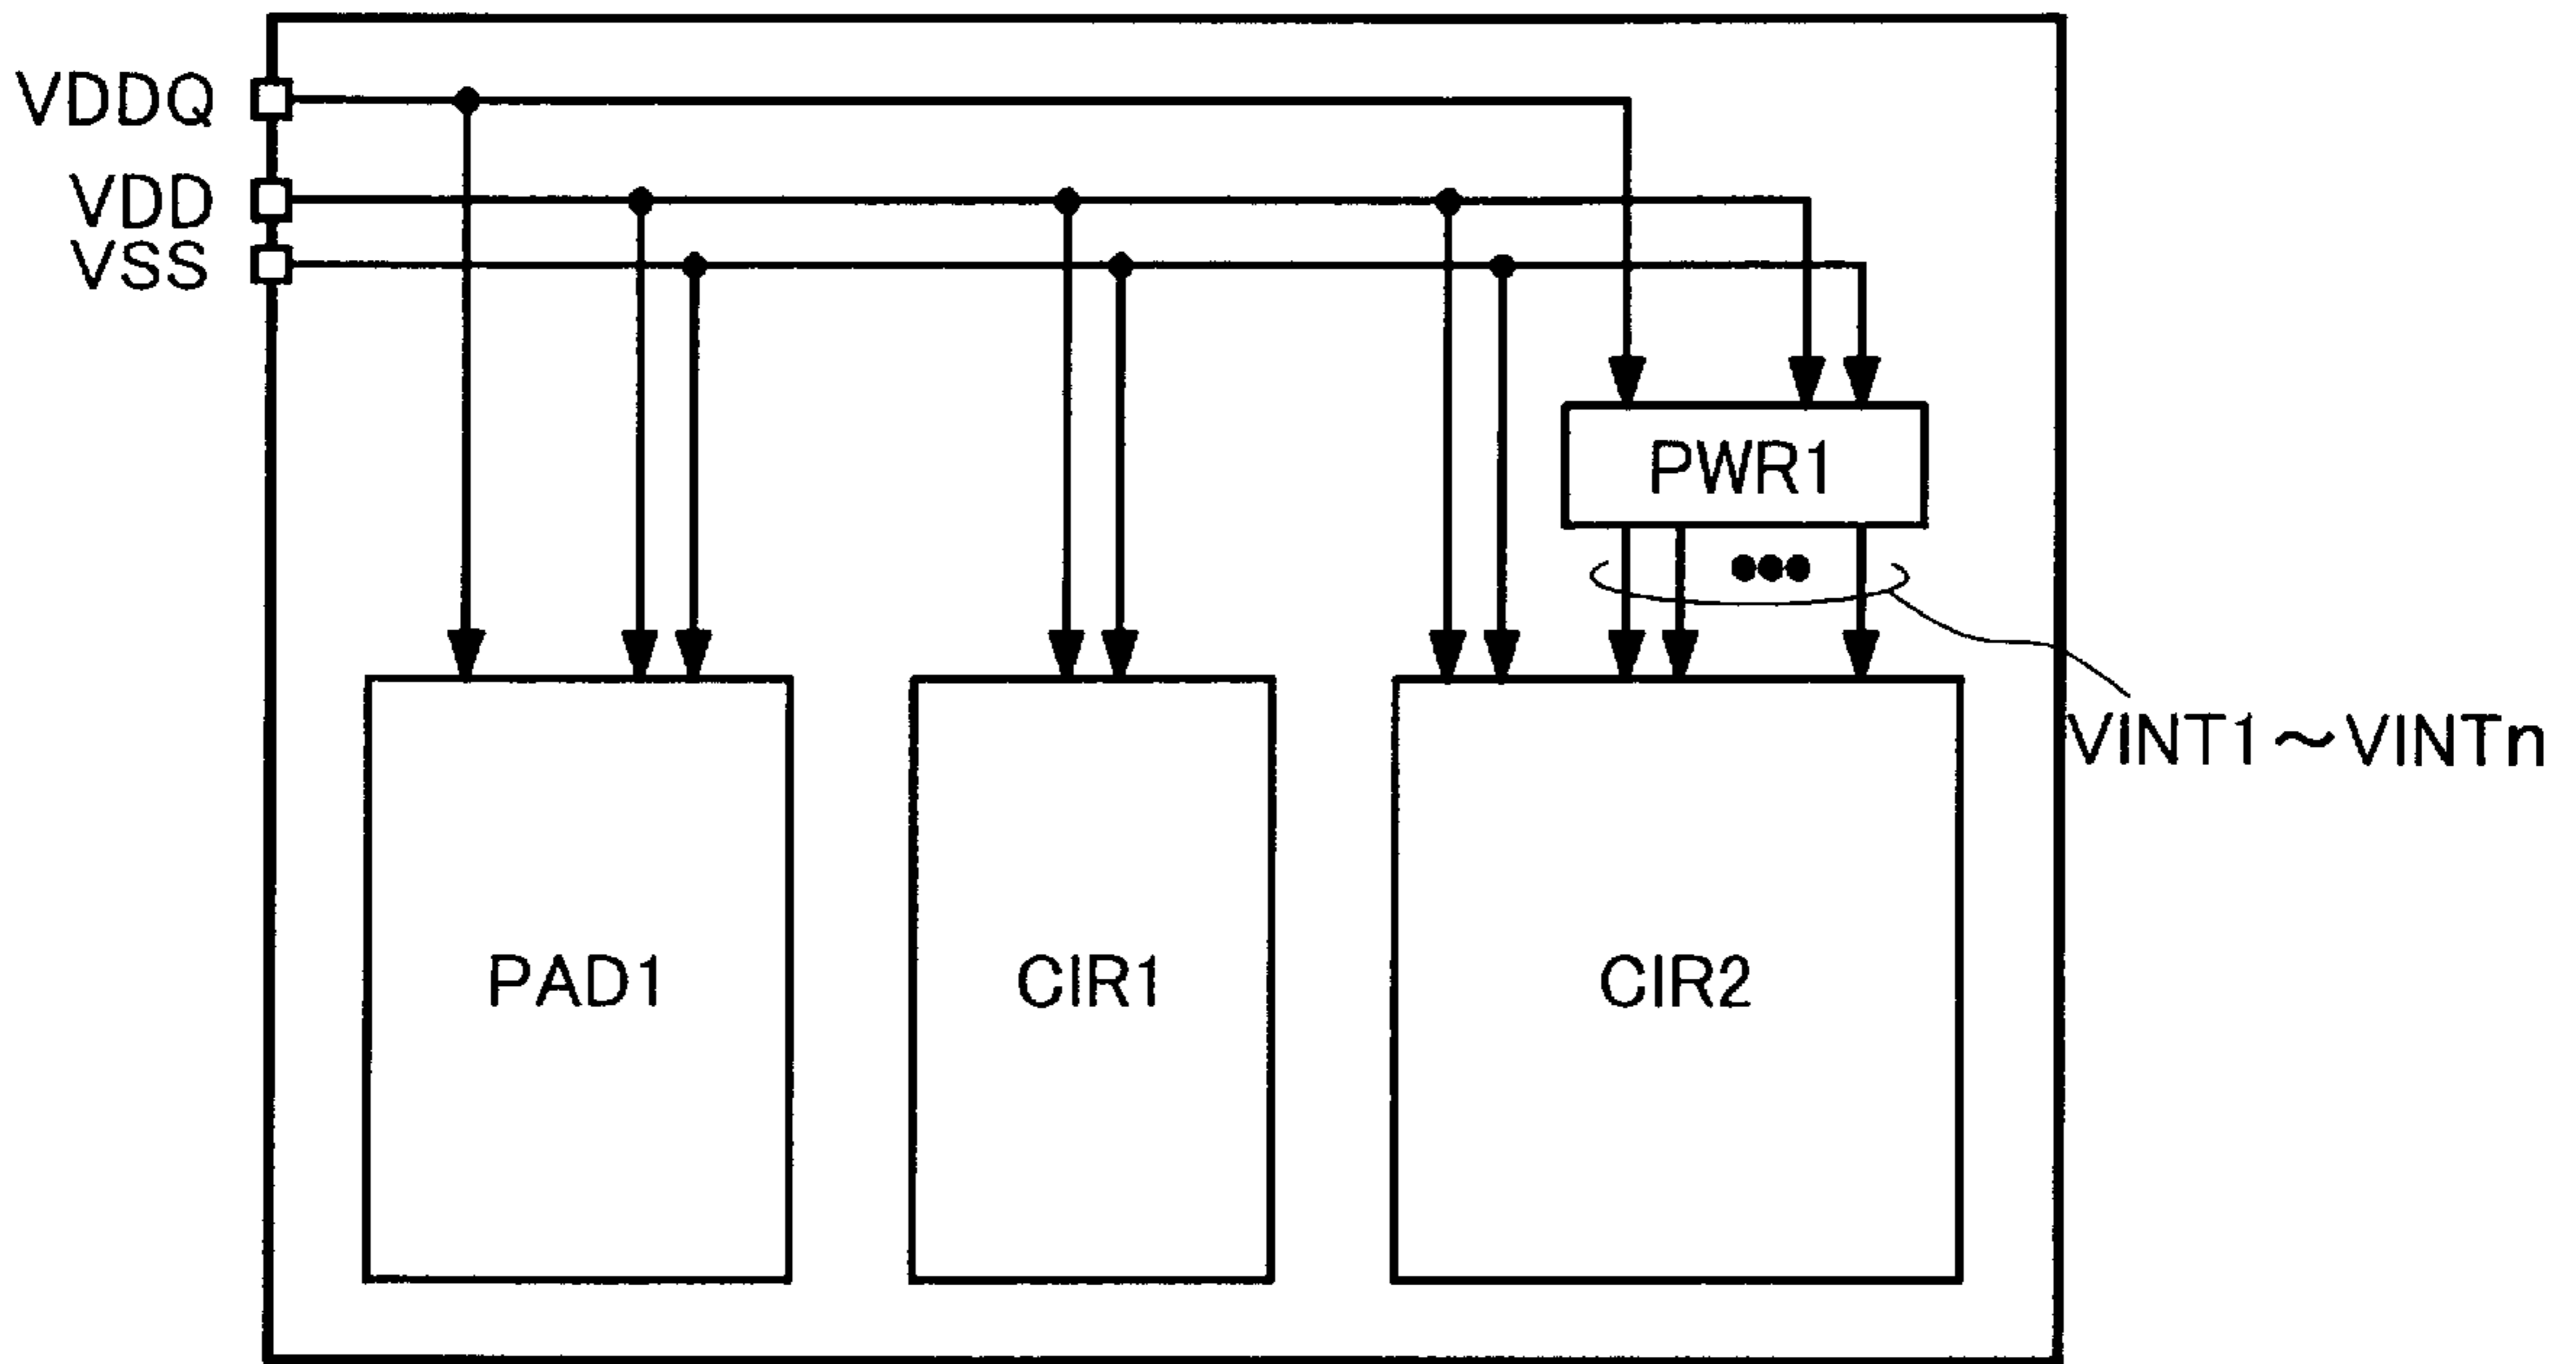 VDDQ
VDD
VSS
PWR1
VINT1～VINTn
PAD1
CIR1
CIR2